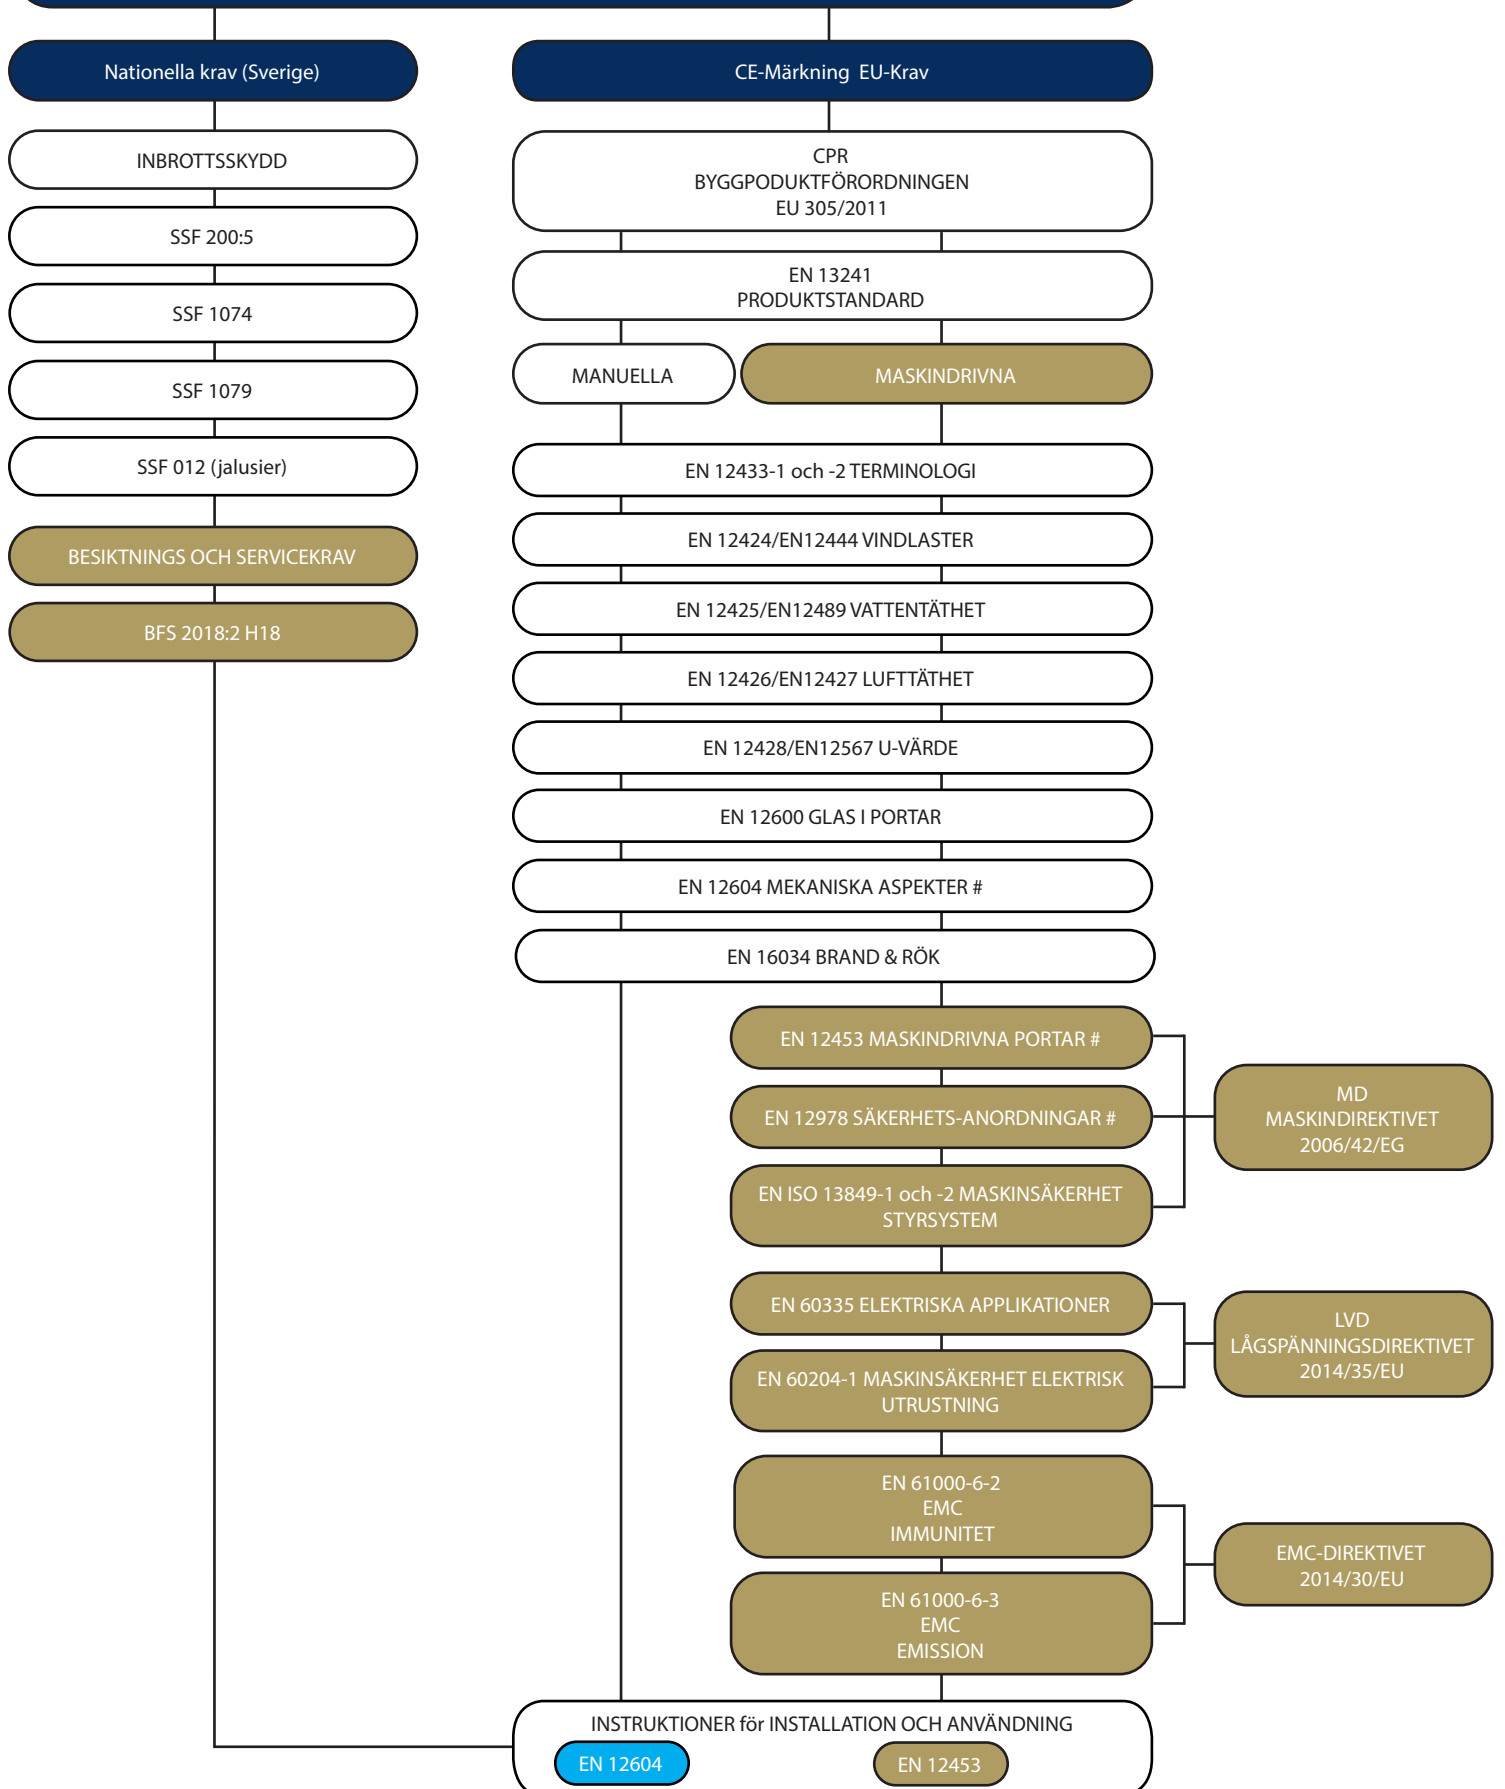 Nationella krav (Sverige)
INBROTTSSKYDD
SSF 200:5
SSF 1074
SSF 1079
SSF 012 (jalusier)
BESIKTNINGS OCH SERVICEKRAV
BFS 2018:2 H18
CE-Märkning EU-Krav
CPR
BYGGPODUKTFÖRORDNINGEN
EU 305/2011
EN 13241
PRODUKTSTANDARD
MANUELLA
MASKINDRIVNA
EN 12433-1 och -2 TERMINOLOGI
EN 12424/EN12444 VINDLASTER
EN 12425/EN12489 VATTENTÄTHET
EN 12426/EN12427 LUFTTÄTHET
EN 12428/EN12567 U-VÄRDE
EN 12600 GLAS I PORTAR
EN 12604 MEKANISKA ASPEKTER #
EN 16034 BRAND & RÖK
EN 12453 MASKINDRIVNA PORTAR #
EN 12978 SÄKERHETS-ANORDNINGAR #
EN ISO 13849-1 och -2 MASKINSÄKERHET
STYRSYSTEM
MD
MASKINDIREKTIVET
2006/42/EG
EN 60335 ELEKTRISKA APPLIKATIONER
EN 60204-1 MASKINSÄKERHET ELEKTRISK
UTRUSTNING
LVD
LÅGSPÄNNINGSDIREKTIVET
2014/35/EU
EN 61000-6-2
EMC
IMMUNITET
EN 61000-6-3
EMC
EMISSION
EMC-DIREKTIVET
2014/30/EU
INSTRUKTIONER för INSTALLATION OCH ANVÄNDNING
EN 12604
EN 12453